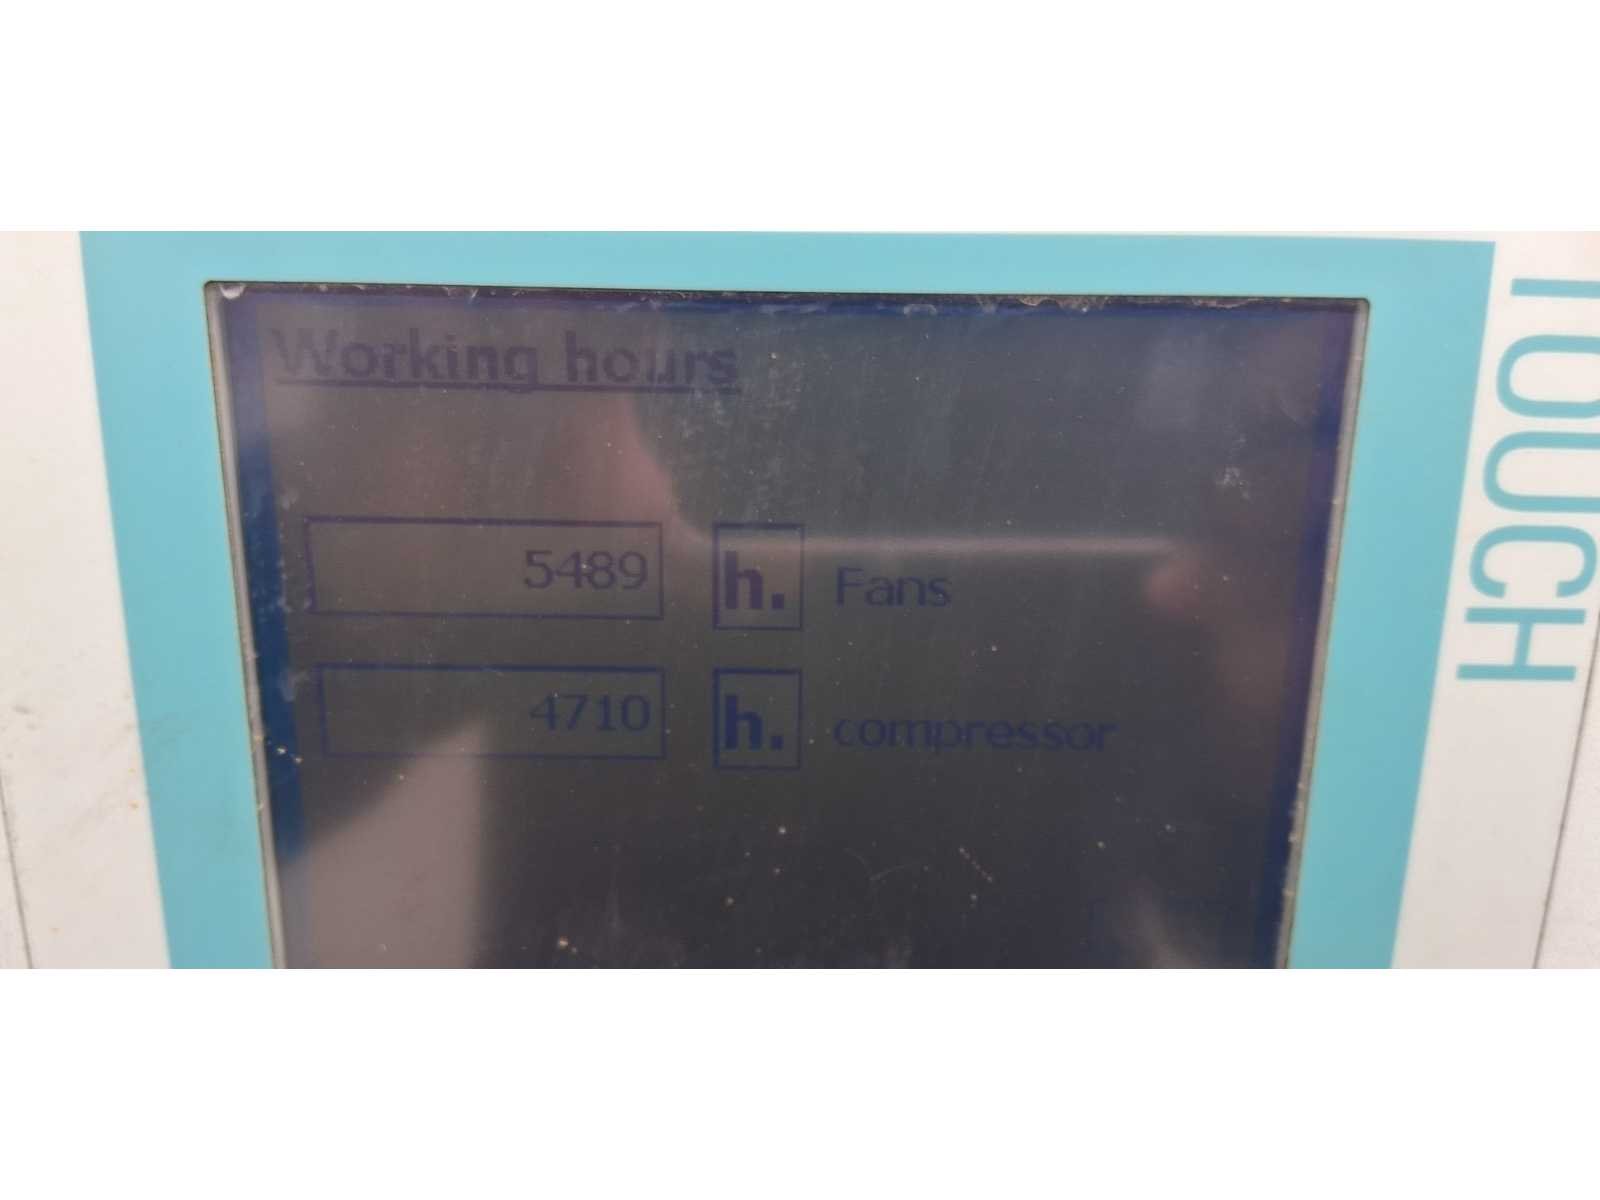 Working hours
5489 h. Fans
4710 h. compressor
TOUCH